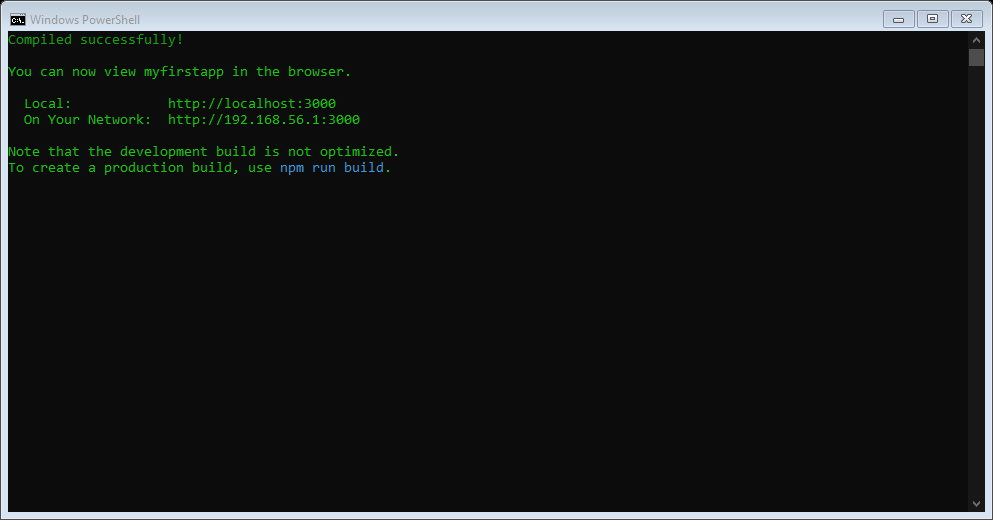 Windows PowerShell
Compiled successfully!
You can now view myfirstapp in the browser.
Local: http://localhost:3000
On Your Network: http://192.168.56.1:3000
Note that the development build is not optimized.
To create a production build, use npm run build.